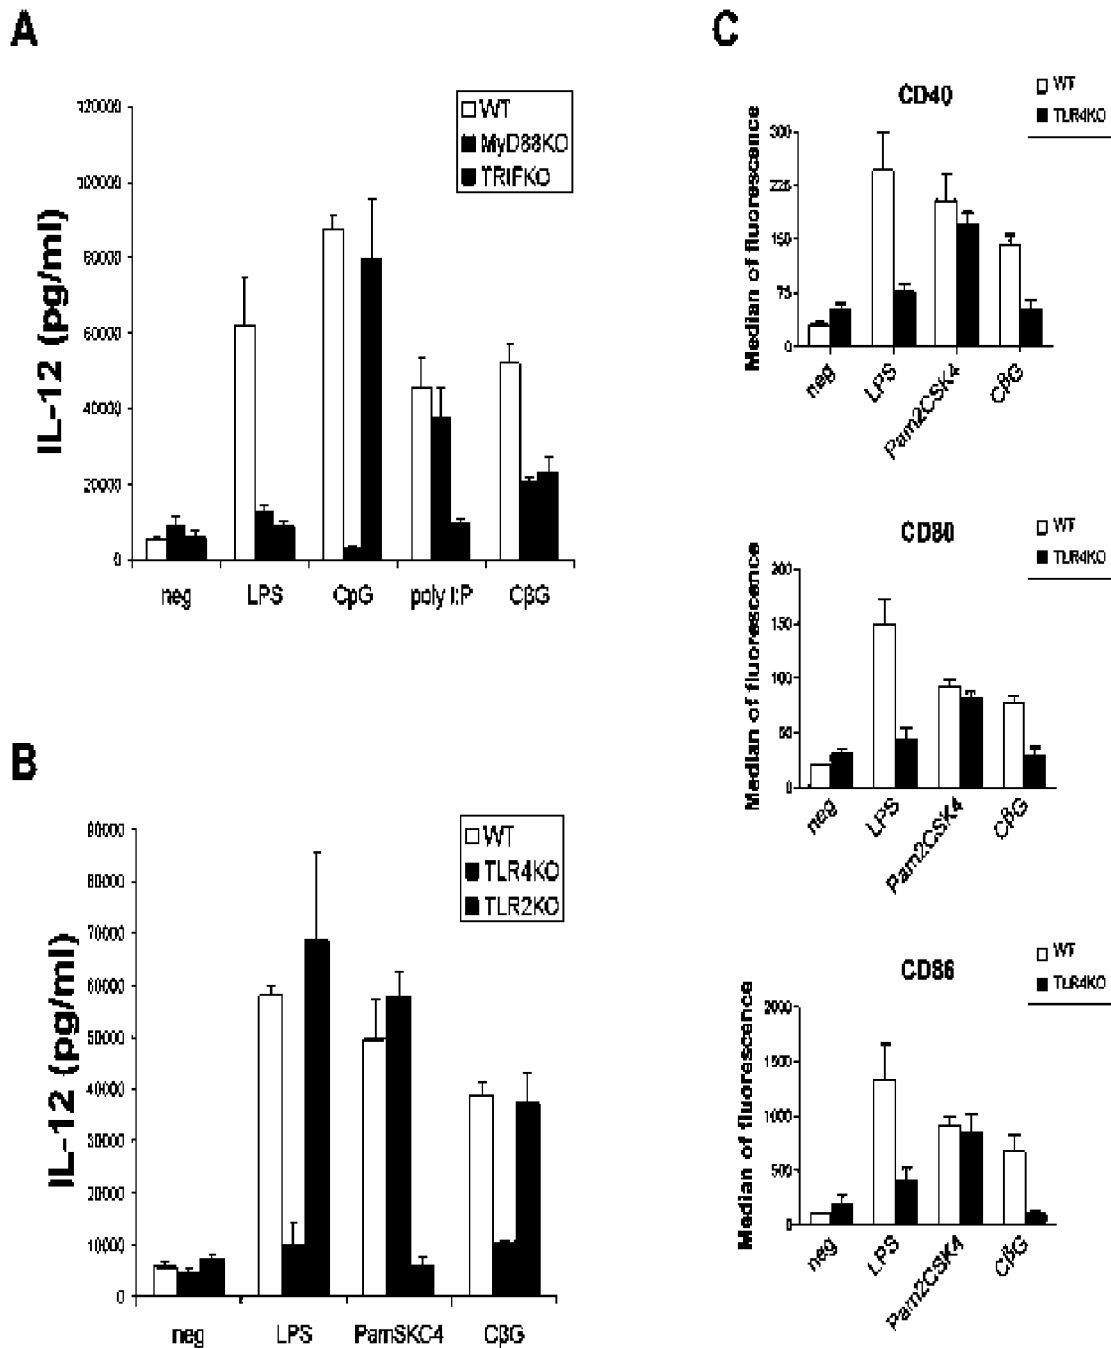 A
IL-12 (pg/ml)
120000
100000
80000
60000
40000
20000
0
WT
MyD88KO
TRIFKO
neg LPS CpG poly I:P CβG
B
IL-12 (pg/ml)
90000
80000
70000
60000
50000
40000
30000
20000
10000
0
WT
TLR4KO
TLR2KO
neg LPS PamSKC4 CβG
C
CD40
WT
TLR4KO
Median of fluorescence
300
225
150
75
0
neg LPS Pam2CSK4 CβG
CD80
WT
TLR4KO
Median of fluorescence
200
150
100
50
0
neg LPS Pam2CSK4 CβG
CD86
WT
TLR4KO
Median of fluorescence
2000
1500
1000
500
0
neg LPS Pam2CSK4 CβG